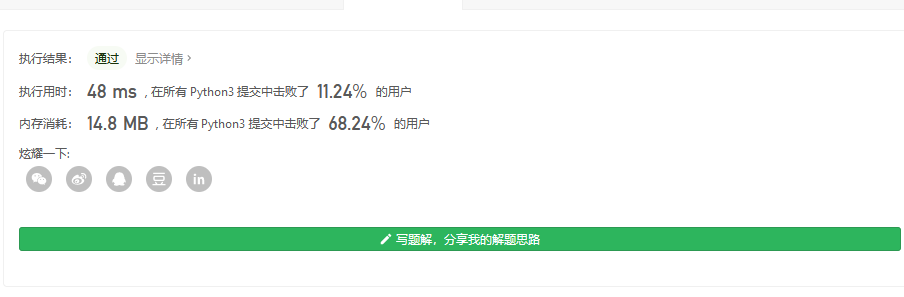 执行结果： 通过 显示详情 >
执行用时： 48 ms , 在所有 Python3 提交中击败了 11.24% 的用户
内存消耗： 14.8 MB , 在所有 Python3 提交中击败了 68.24% 的用户
炫耀一下:
豆 in
写题解，分享我的解题思路